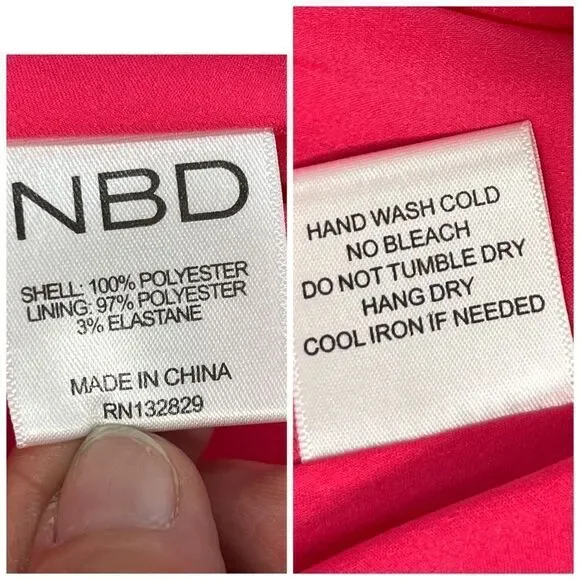 NBD
SHELL: 100% POLYESTER
LINING: 97% POLYESTER
3% ELASTANE
MADE IN CHINA
RN132829
HAND WASH COLD
NO BLEACH
DO NOT TUMBLE DRY
HANG DRY
COOL IRON IF NEEDED